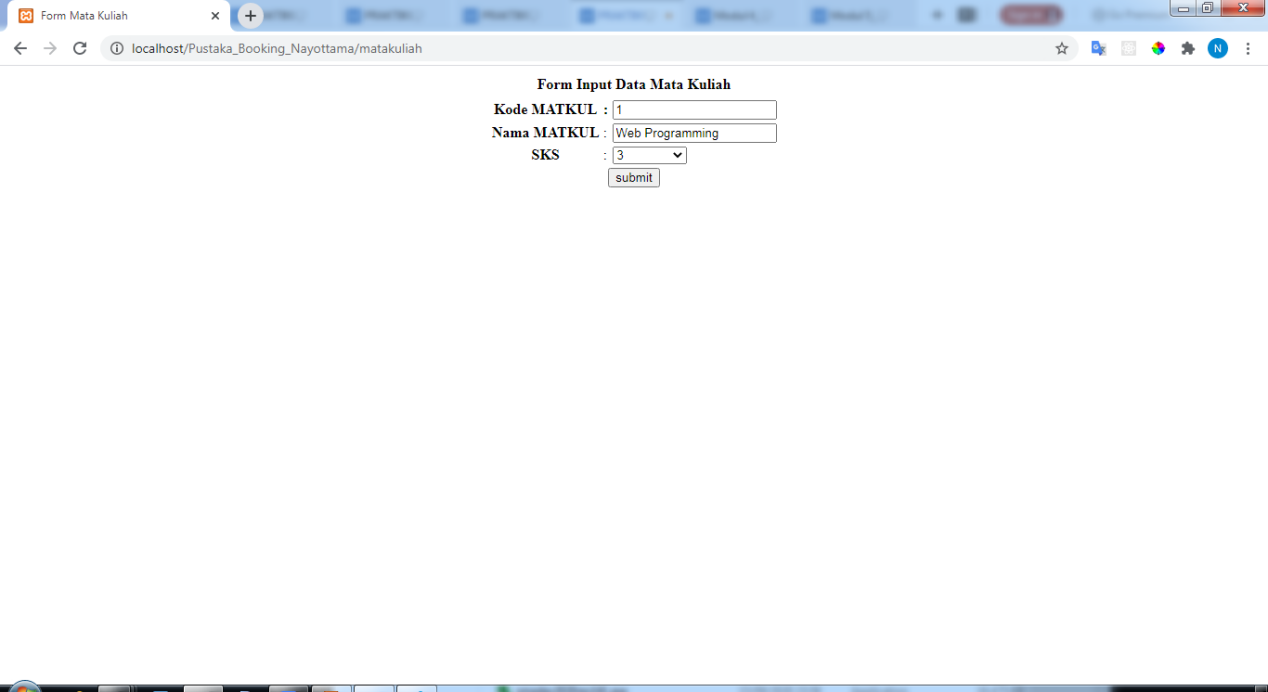 Form Mata Kuliah
localhost/Pustaka_Booking_Nayottama/matakuliah
N
Form Input Data Mata Kuliah
Kode MATKUL : 1
Nama MATKUL : Web Programming
SKS : 3
submit